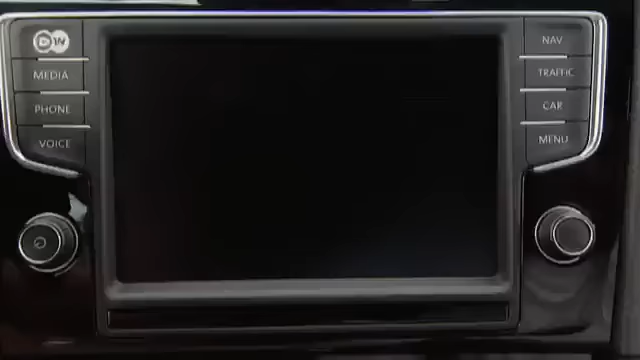 DW
MEDIA
PHONE
VOICE
NAV
TRAFFIC
CAR
MENU